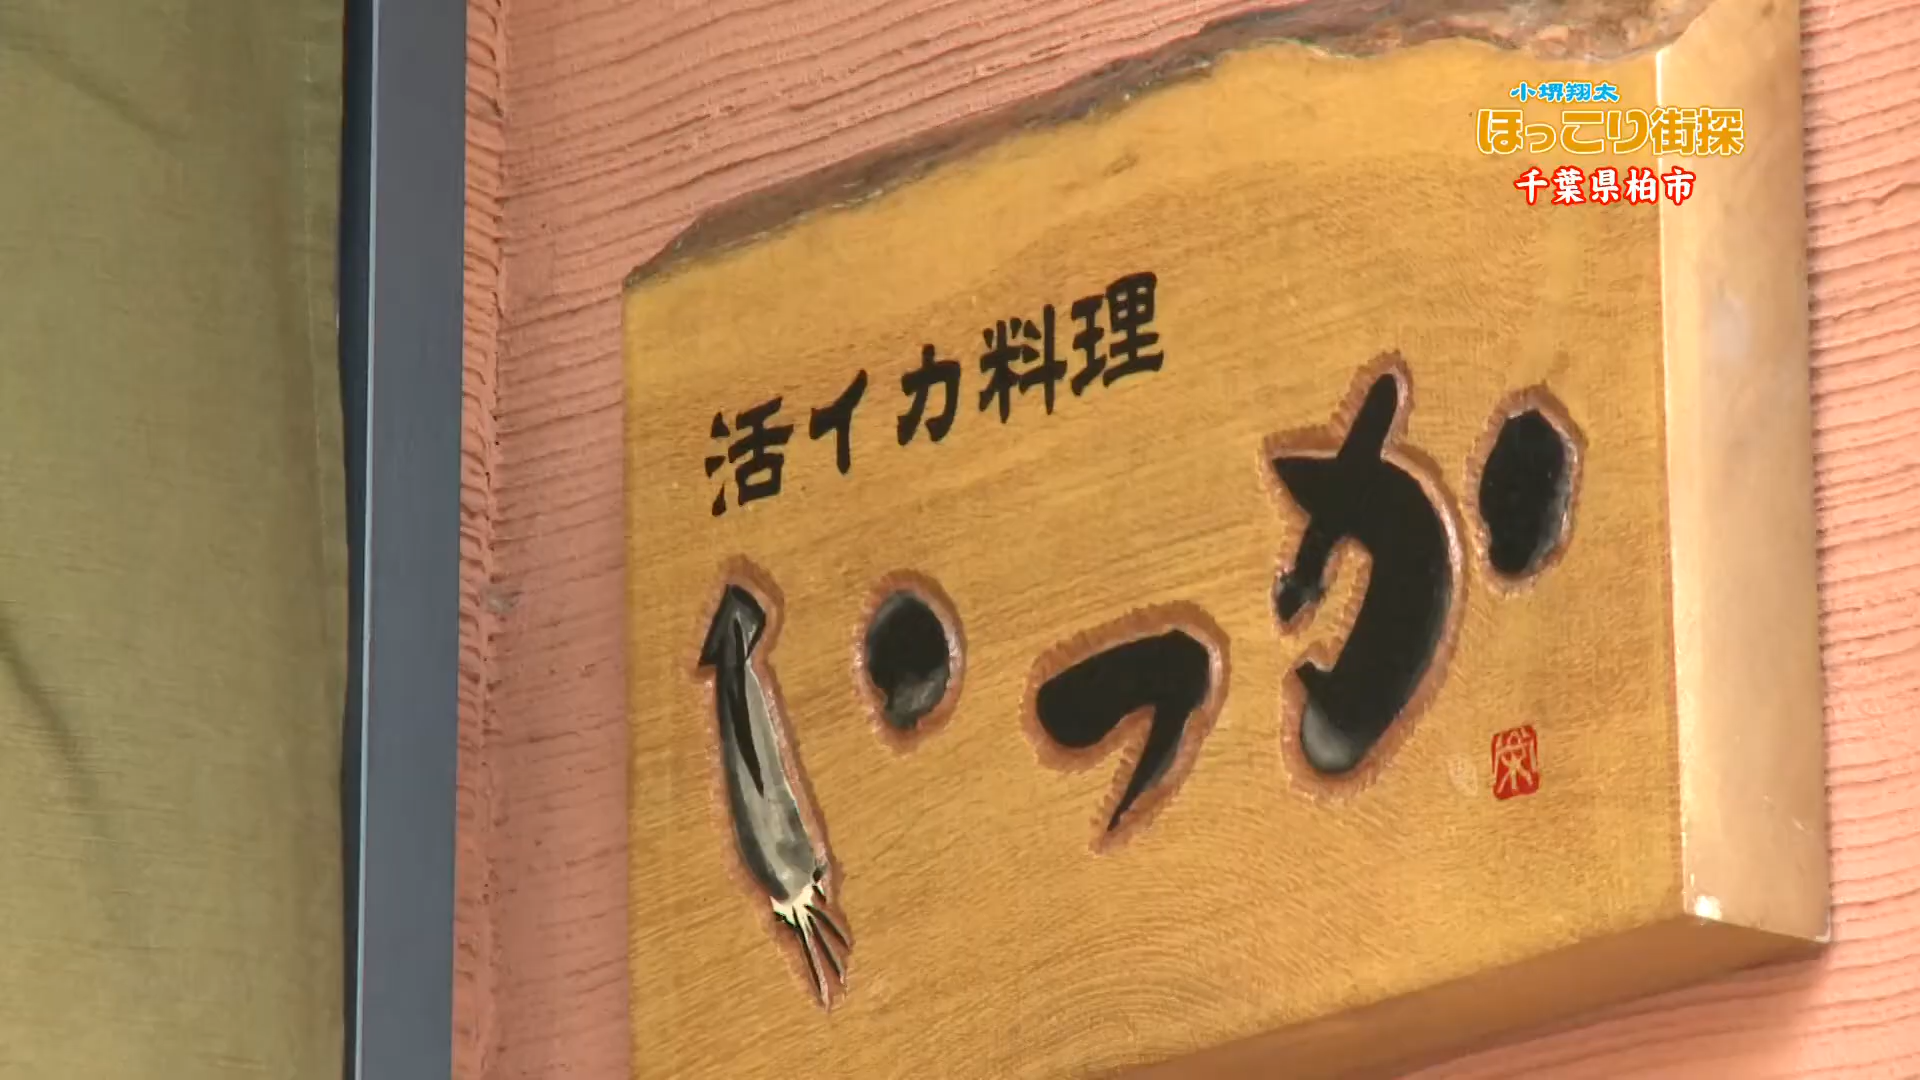 小堺翔太
ほっこり街探
千葉県柏市
活イカ料理
いっか
栄